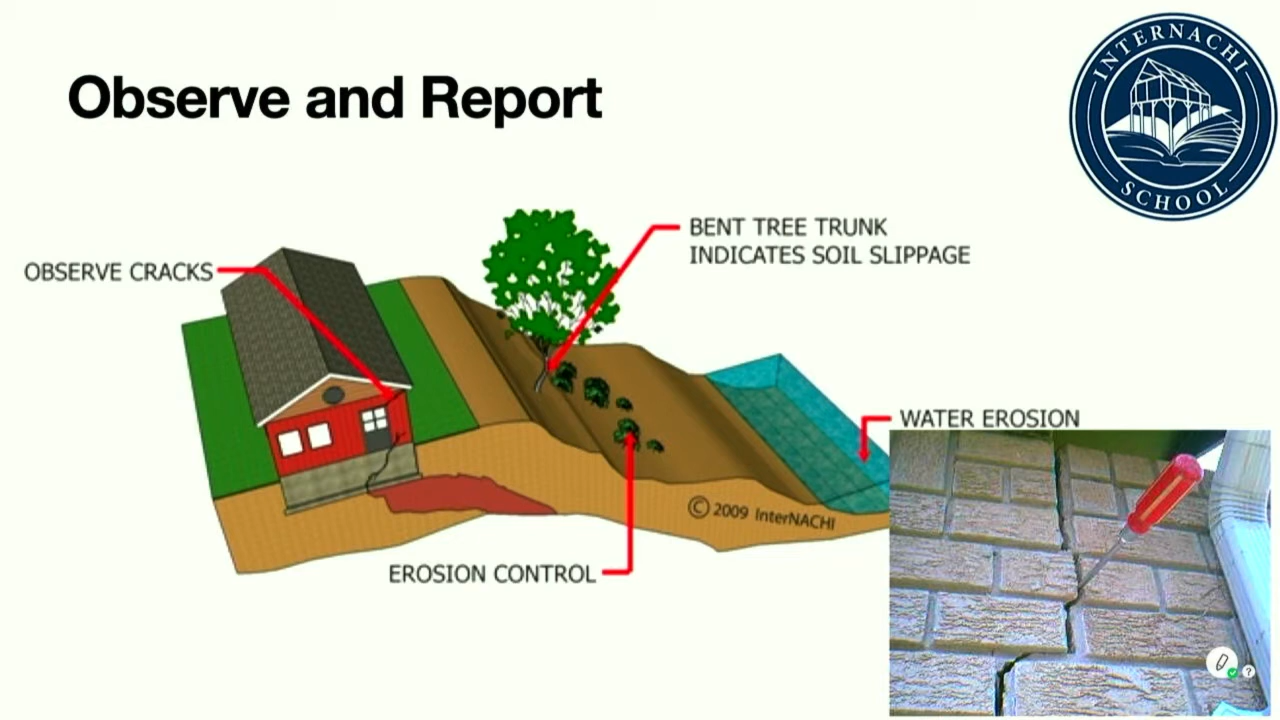 Observe and Report
INTERNACHI
SCHOOL
BENT TREE TRUNK
INDICATES SOIL SLIPPAGE
OBSERVE CRACKS
WATER EROSION
© 2009 InterNACHI
EROSION CONTROL
?